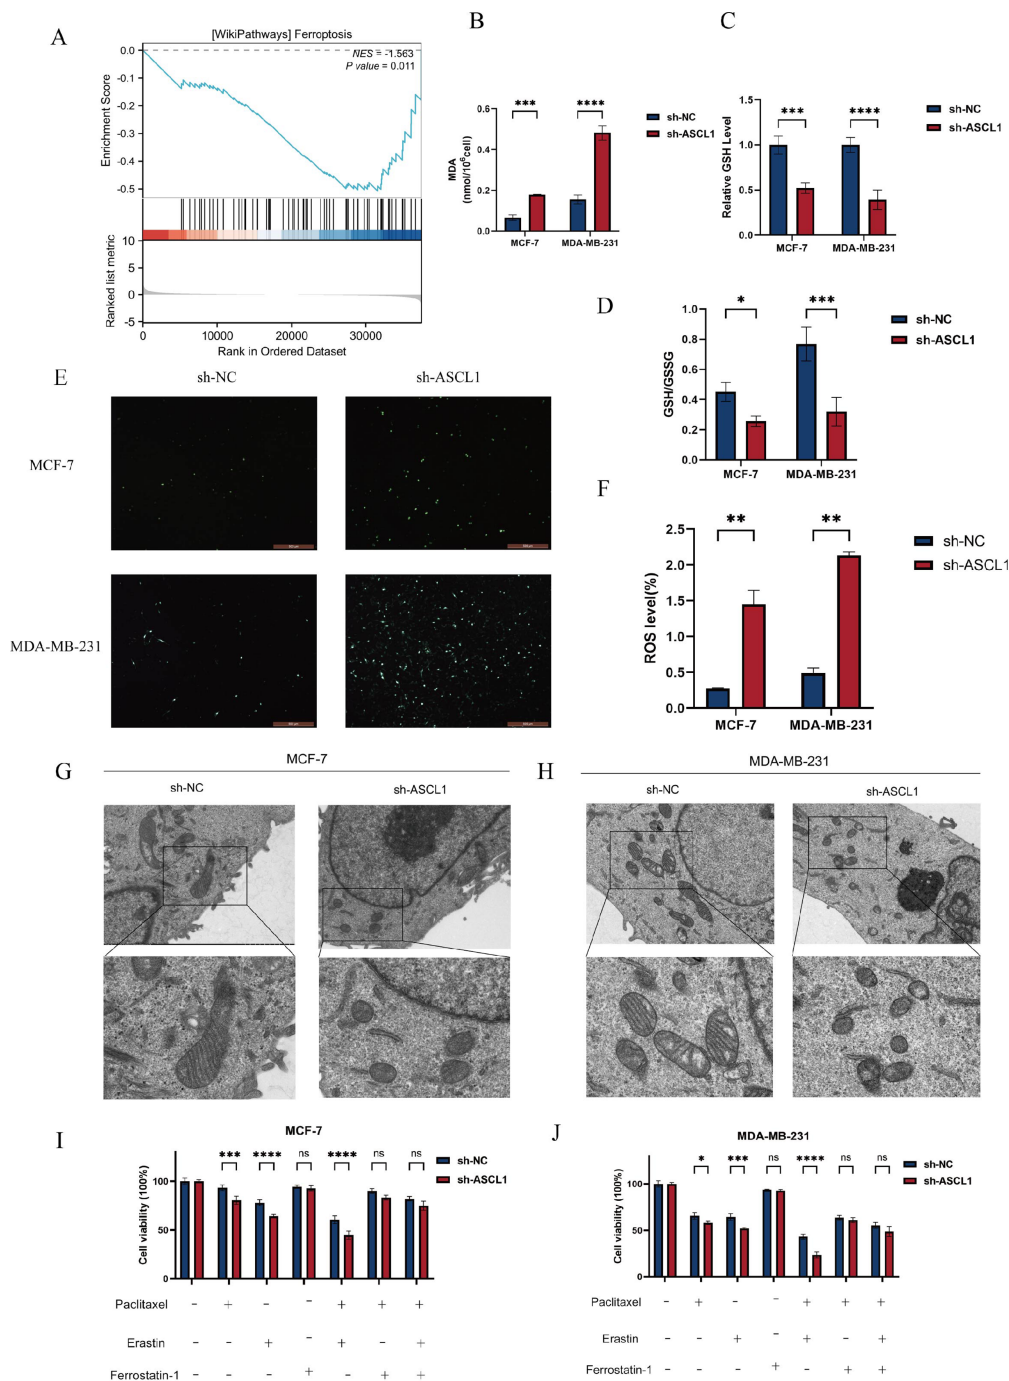 A
[WikiPathways] Ferroptosis
NES = -1.563
P value = 0.011
Enrichment Score
0.0
-0.1
-0.2
-0.3
-0.4
-0.5
Ranked list metric
10
5
0
-5
0 10000 20000 30000
Rank in Ordered Dataset
B
*** ****
sh-NC
sh-ASCL1
MDA
(nmol/10⁶cell)
0.6
0.4
0.2
0.0
MCF-7 MDA-MB-231
C
*** ****
sh-NC
sh-ASCL1
Relative GSH Level
1.5
1.0
0.5
0.0
MCF-7 MDA-MB-231
D
* ***
sh-NC
sh-ASCL1
GSH/GSSG
1.0
0.8
0.6
0.4
0.2
0.0
MCF-7 MDA-MB-231
E
sh-NC sh-ASCL1
MCF-7
MDA-MB-231
F
** **
sh-NC
sh-ASCL1
ROS level(%)
2.5
2.0
1.5
1.0
0.5
0.0
MCF-7 MDA-MB-231
G
MCF-7
sh-NC sh-ASCL1
H
MDA-MB-231
sh-NC sh-ASCL1
I
MCF-7
*** **** ns **** ns ns
sh-NC
sh-ASCL1
Cell viability (100%)
100
50
0
Paclitaxel - + - - + + +
Erastin - - + - + - +
Ferrostatin-1 - - - + - + +
J
MDA-MB-231
* *** ns **** ns ns
sh-NC
sh-ASCL1
Cell viability (100%)
100
50
0
Paclitaxel - + - - + + +
Erastin - - + - + - +
Ferrostatin-1 - - - + - + +